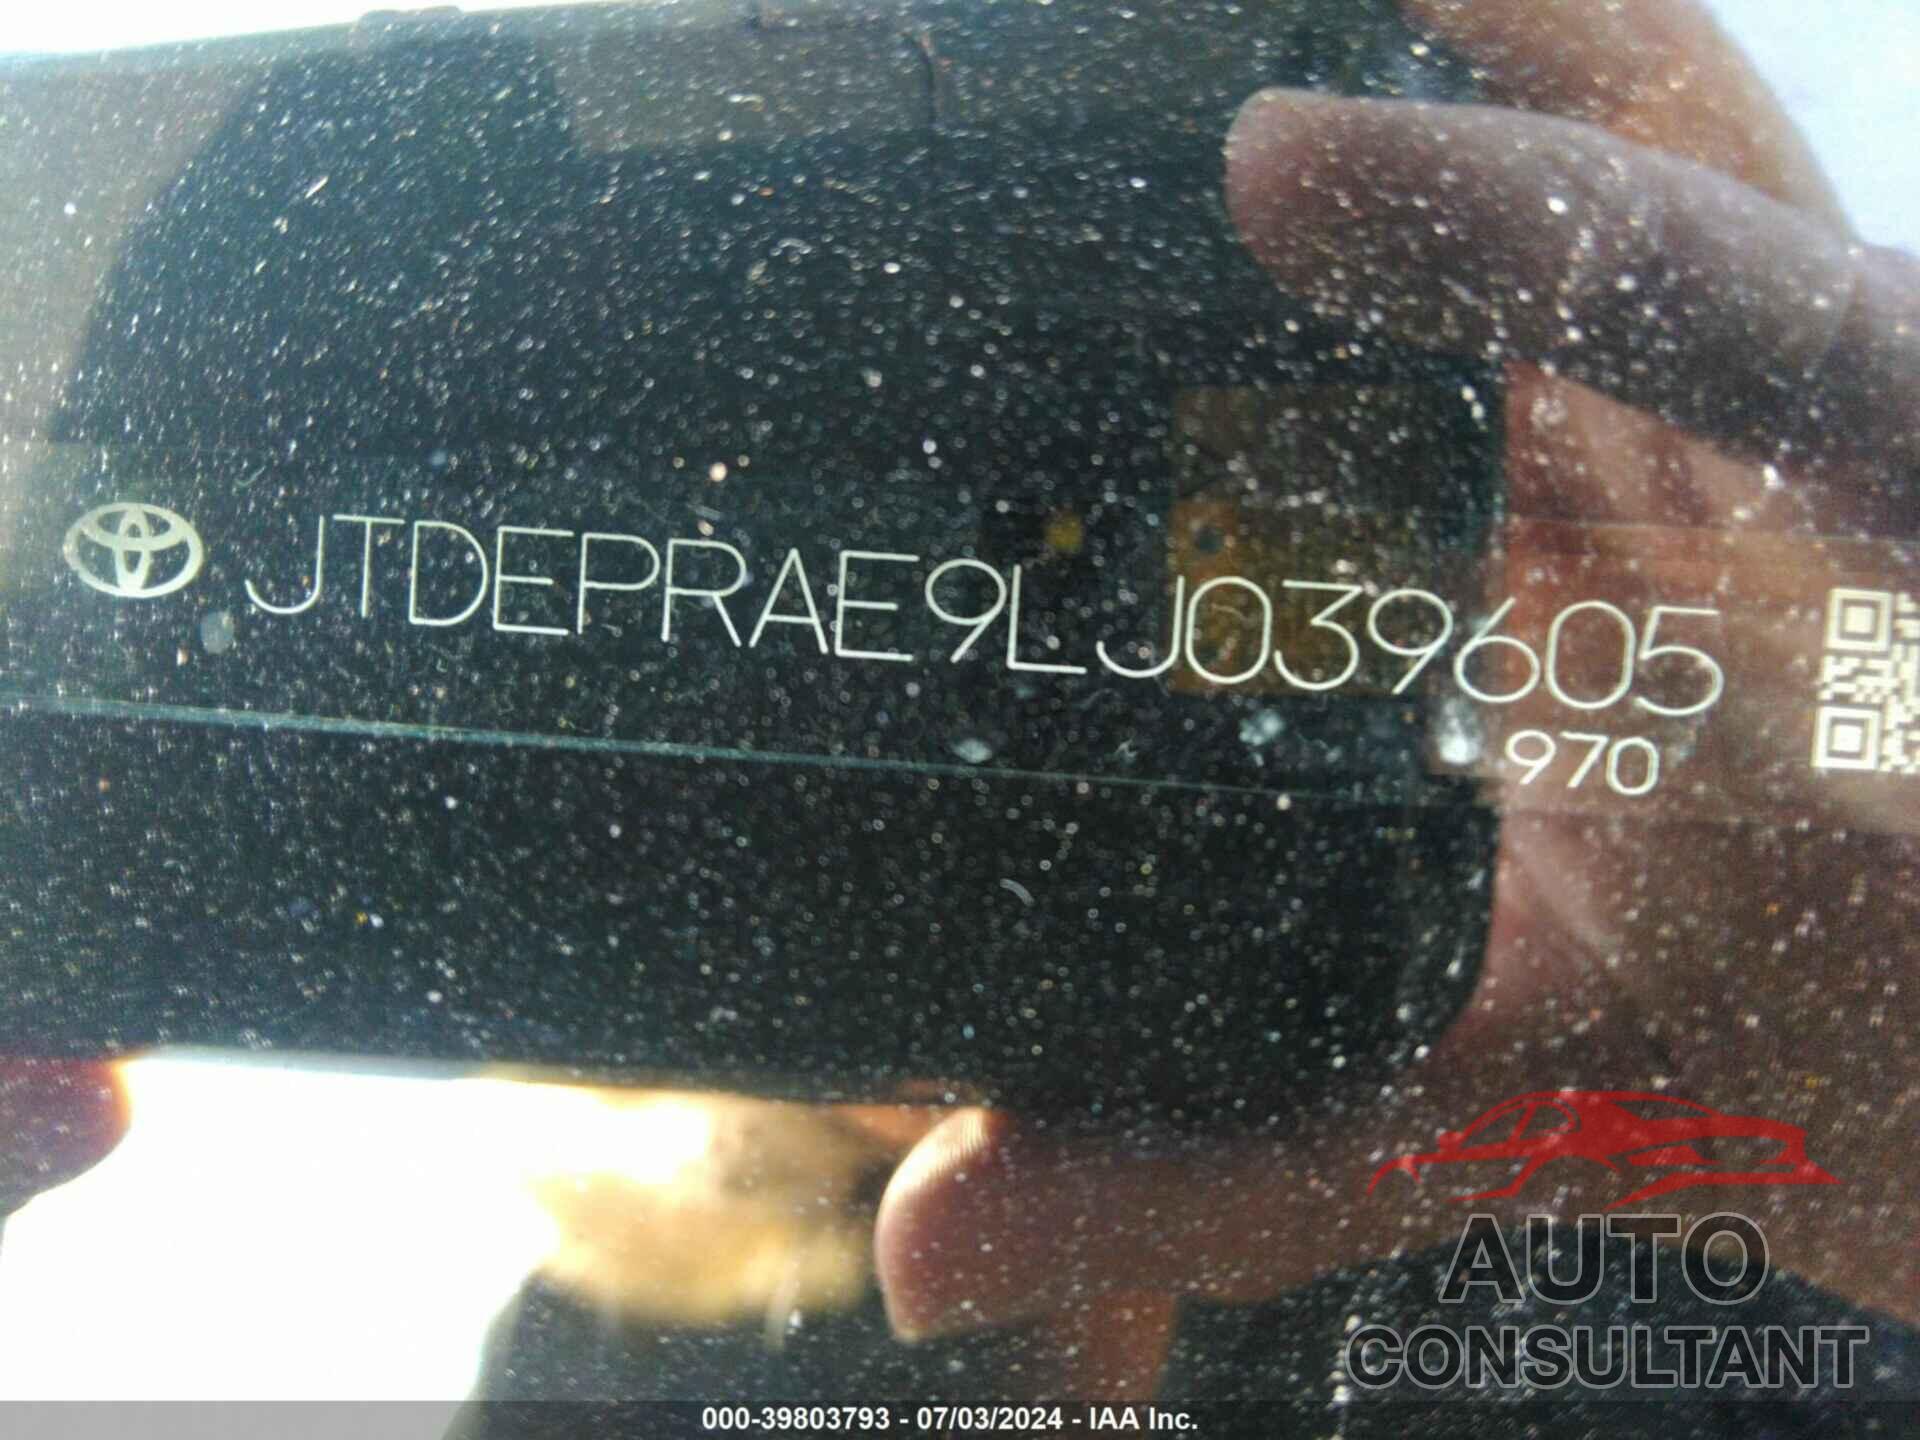 JTDEPRAE9LJ039605
970
AUTO
CONSULTANT
000-39803793 - 07/03/2024 - IAA Inc.